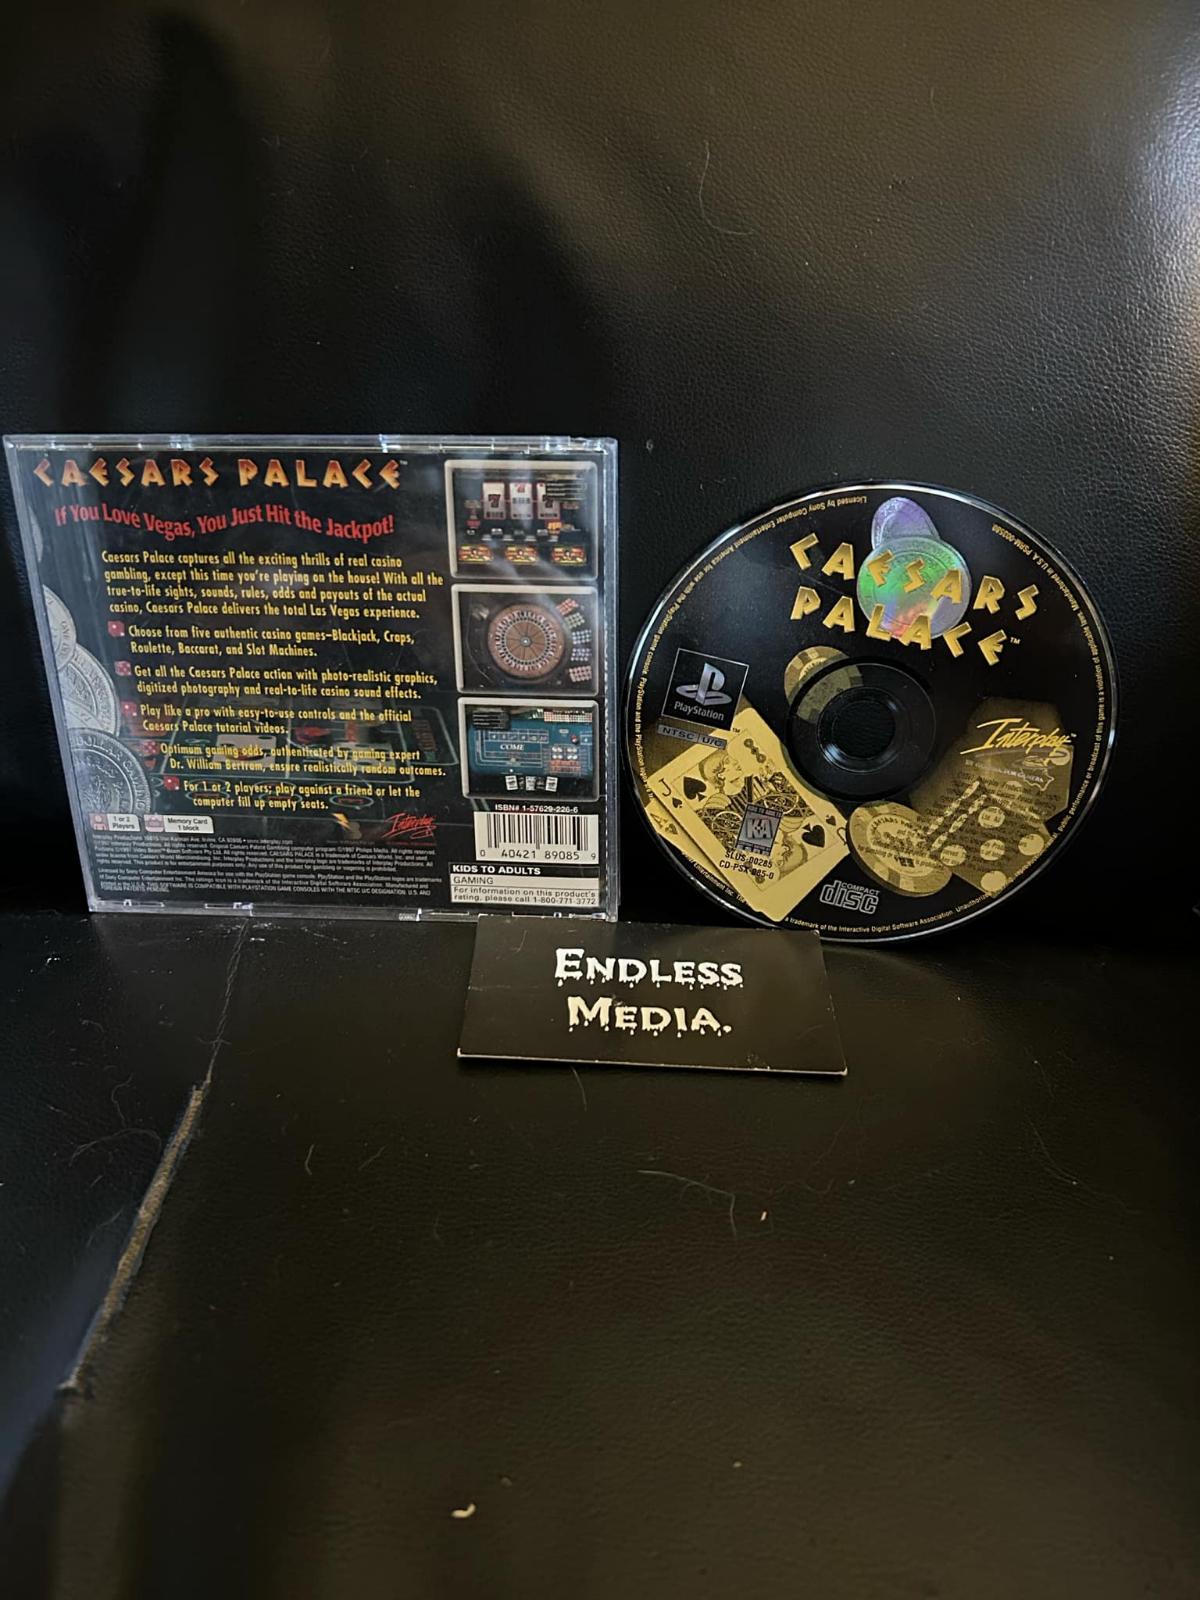 CAESARS PALACE™
If You Love Vegas, You Just Hit the Jackpot!
Caesars Palace captures all the exciting thrills of real casino
gambling, except this time you're playing on the house! With all the
true-to-life sights, sounds, rules, odds and payouts of the actual
casino, Caesars Palace delivers the total Las Vegas experience.
Choose from five authentic casino games–Blackjack, Craps,
Roulette, Baccarat, and Slot Machines.
Get all the Caesars Palace action with photo-realistic graphics,
digitized photography and real-to-life casino sound effects.
Play like a pro with easy-to-use controls and the official
Caesars Palace tutorial videos.
Optimum gaming odds, authenticated by gaming expert
Dr. William Bertram, ensure realistically random outcomes.
For 1 or 2 players; play against a friend or let the
computer fill up empty seats.
1 or 2
Players
Memory Card
1 block
Interplay
COME
ISBN# 1-57629-226-6
0 40421 89085 9
KIDS TO ADULTS
GAMING
For information on this product's
rating, please call 1-800-771-3772
CAESARS
PALACE™
PlayStation
NTSC U/C
Interplay
J
K-A
SLUS-00285
CD-PSX-085-0
COMPACT
disc
ENDLESS
MEDIA.